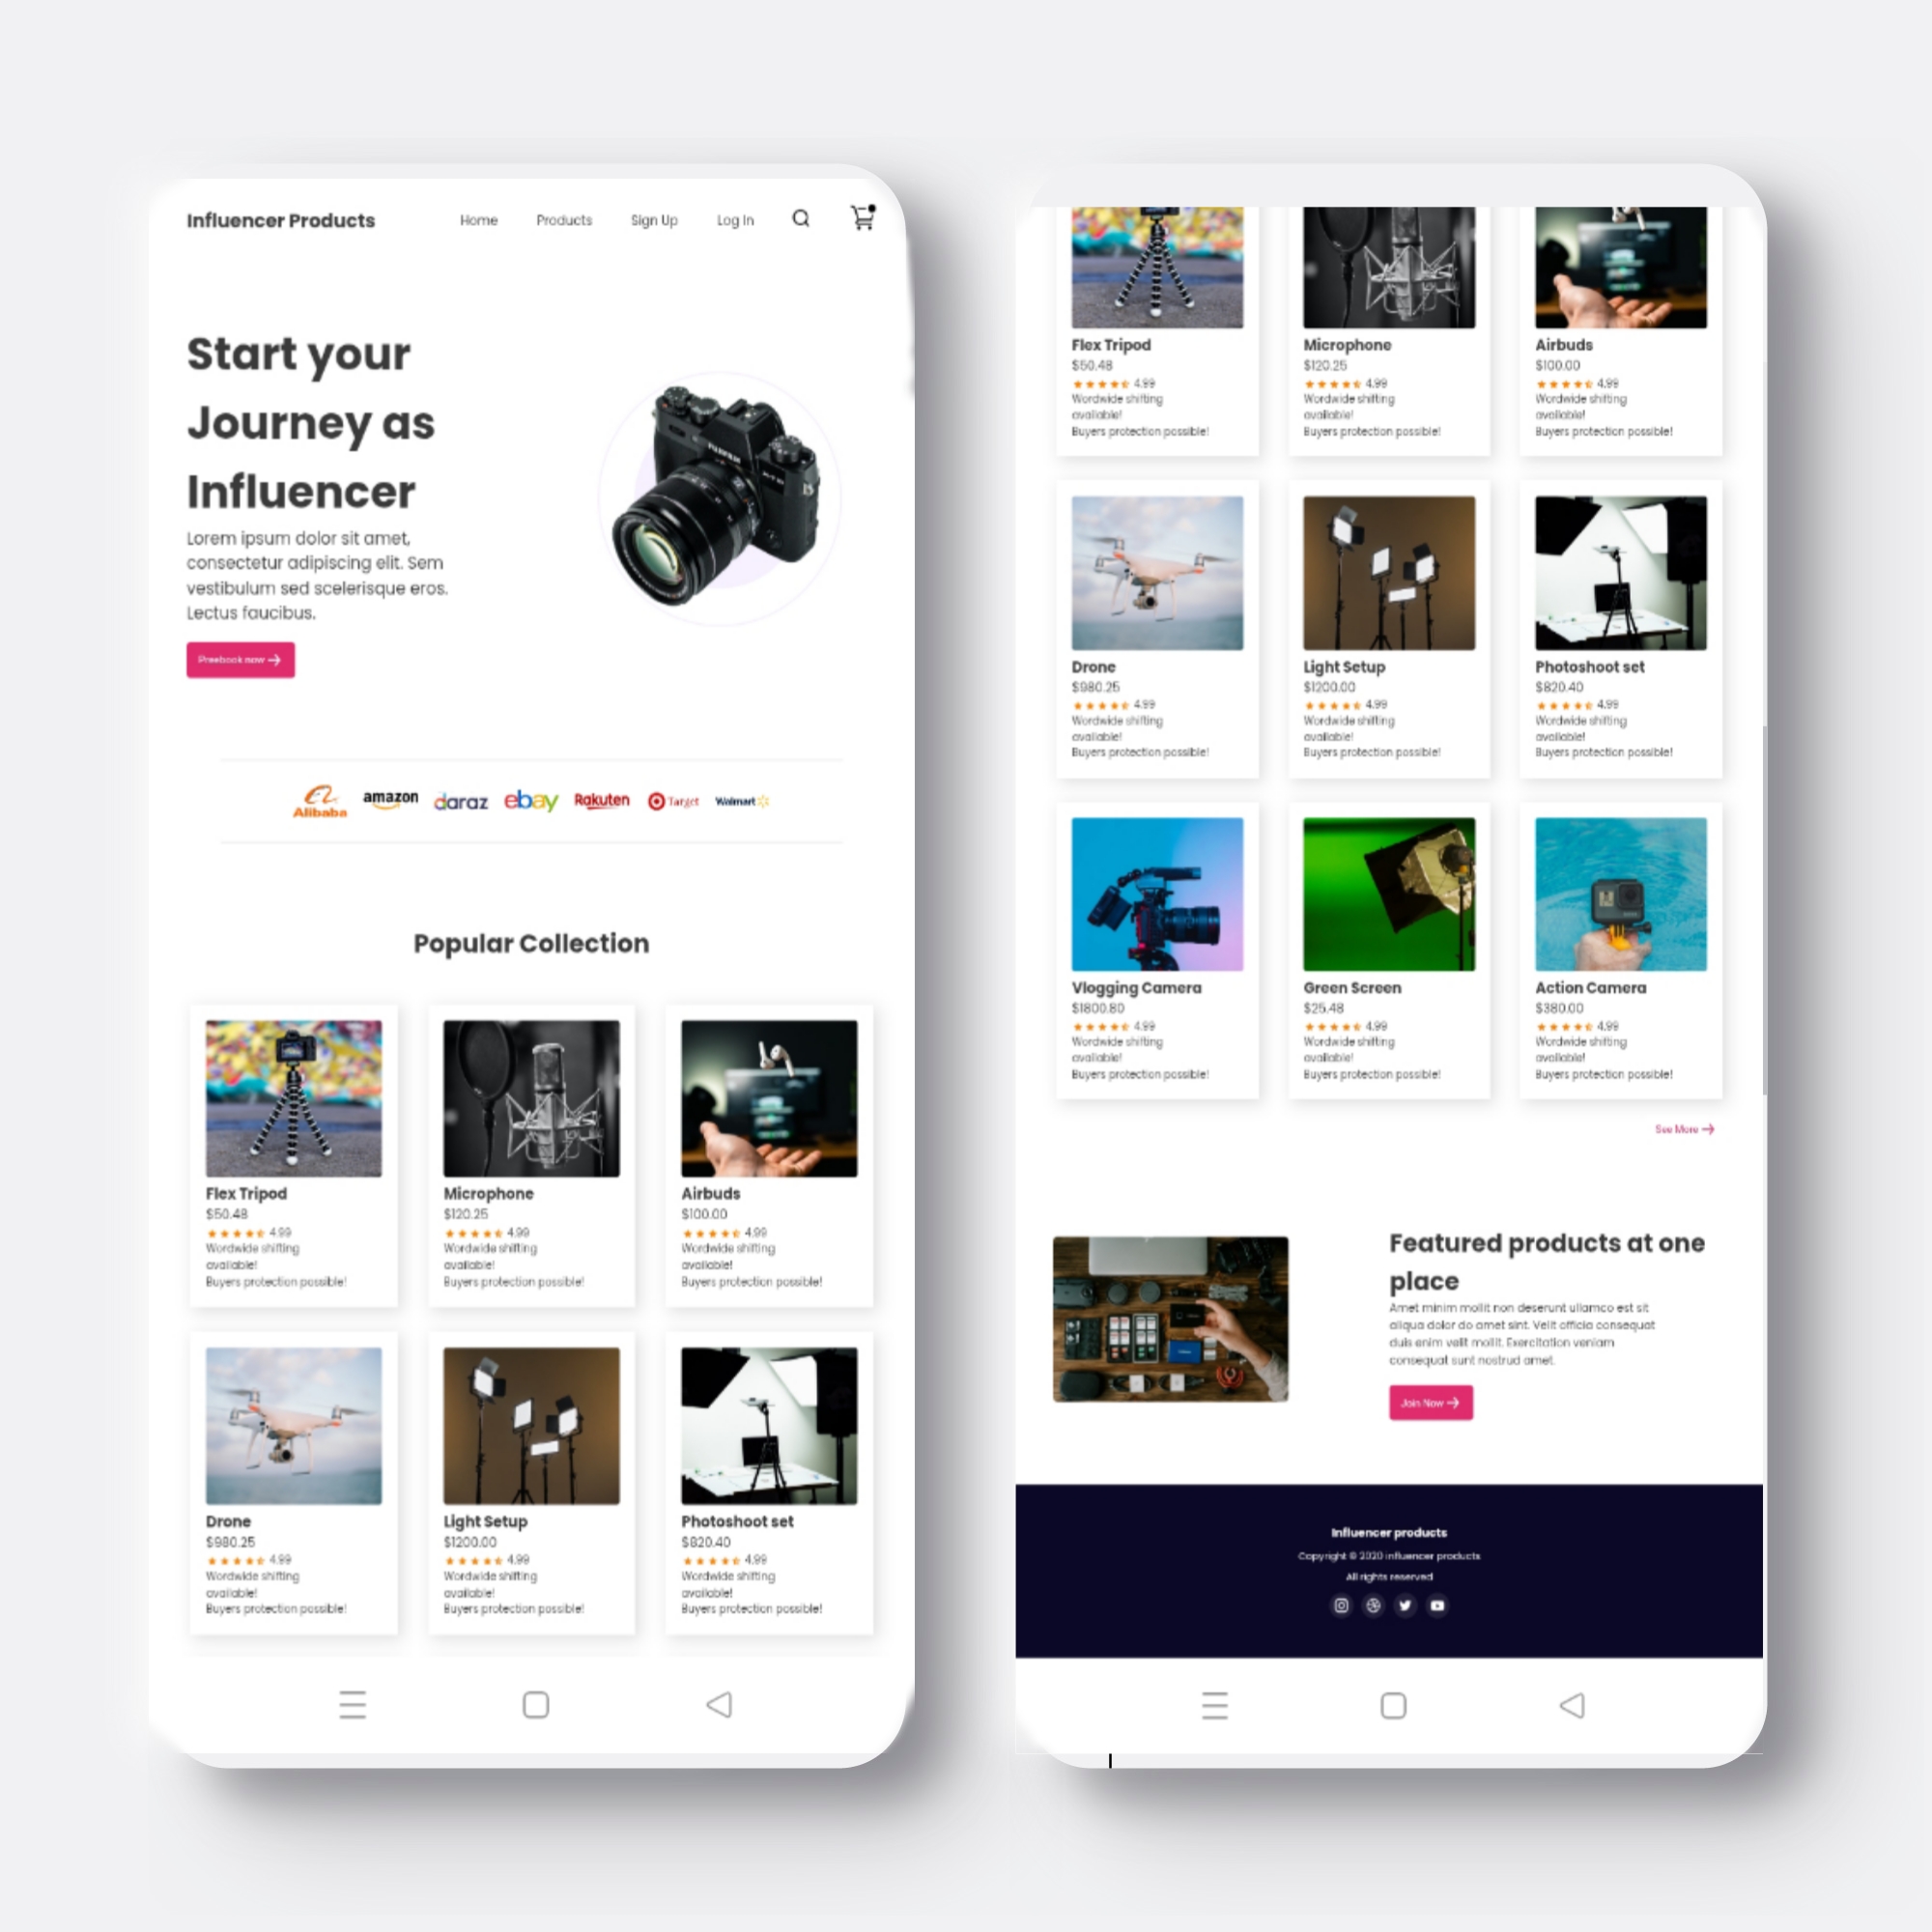 Influencer Products
Home
Products
Sign Up
Log In
Start your
Journey as
Influencer
Lorem ipsum dolor sit amet,
consectetur adipiscing elit. Sem
vestibulum sed scelerisque eros.
Lectus faucibus.
Preebook now
Alibaba
amazon
daraz
ebay
Rakuten
Target
Walmart
Popular Collection
Flex Tripod
$50.48
4.99
Wordwide shifting
available!
Buyers protection possible!
Microphone
$120.25
4.99
Wordwide shifting
available!
Buyers protection possible!
Airbuds
$100.00
4.99
Wordwide shifting
available!
Buyers protection possible!
Drone
$980.25
4.99
Wordwide shifting
available!
Buyers protection possible!
Light Setup
$1200.00
4.99
Wordwide shifting
available!
Buyers protection possible!
Photoshoot set
$820.40
4.99
Wordwide shifting
available!
Buyers protection possible!
Flex Tripod
$50.48
4.99
Wordwide shifting
available!
Buyers protection possible!
Microphone
$120.25
4.99
Wordwide shifting
available!
Buyers protection possible!
Airbuds
$100.00
4.99
Wordwide shifting
available!
Buyers protection possible!
Drone
$980.25
4.99
Wordwide shifting
available!
Buyers protection possible!
Light Setup
$1200.00
4.99
Wordwide shifting
available!
Buyers protection possible!
Photoshoot set
$820.40
4.99
Wordwide shifting
available!
Buyers protection possible!
Vlogging Camera
$1800.80
4.99
Wordwide shifting
available!
Buyers protection possible!
Green Screen
$25.48
4.99
Wordwide shifting
available!
Buyers protection possible!
Action Camera
$380.00
4.99
Wordwide shifting
available!
Buyers protection possible!
See More
Featured products at one
place
Amet minim mollit non deserunt ullamco est sit
aliqua dolor do amet sint. Velit officia consequat
duis enim velit mollit. Exercitation veniam
consequat sunt nostrud amet.
Join Now
Influencer products
Copyright © 2020 influencer products
All rights reserved